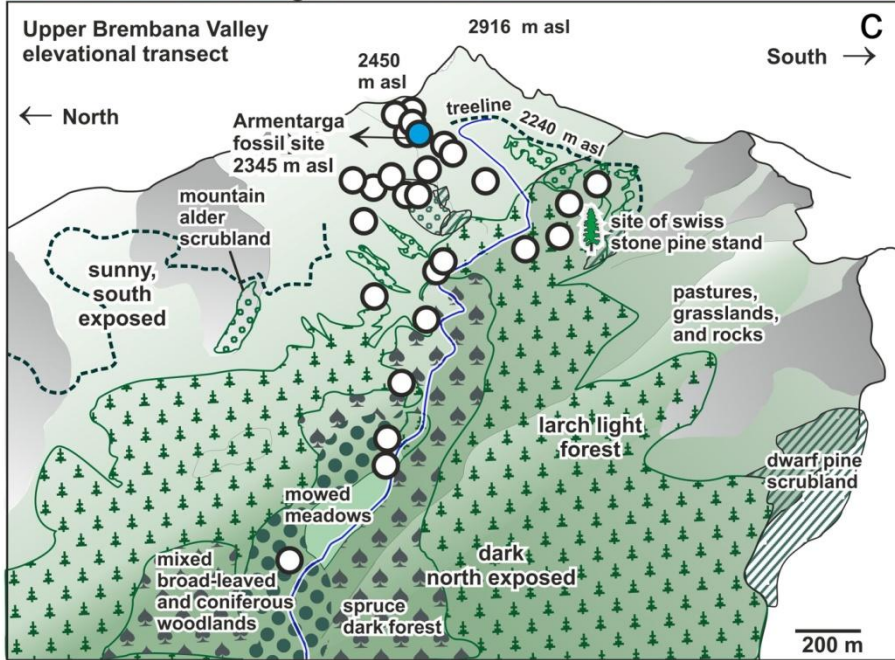 Upper Brembana Valley
elevational transect
2916 m asl
C
South →
2450
m asl
← North
treeline
2240 m asl
Armentarga
fossil site
2345 m asl
mountain
alder
scrubland
site of swiss
stone pine stand
sunny,
south
exposed
pastures,
grasslands,
and rocks
larch light
forest
dwarf pine
scrubland
mowed
meadows
dark
north exposed
mixed
broad-leaved
and coniferous
woodlands
spruce
dark forest
200 m